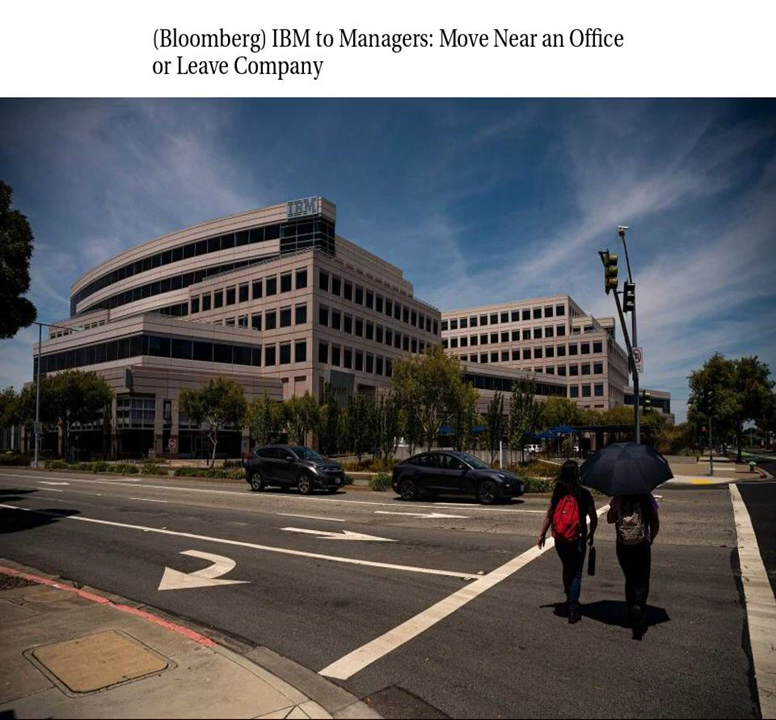 (Bloomberg) IBM to Managers: Move Near an Office
or Leave Company
IBM